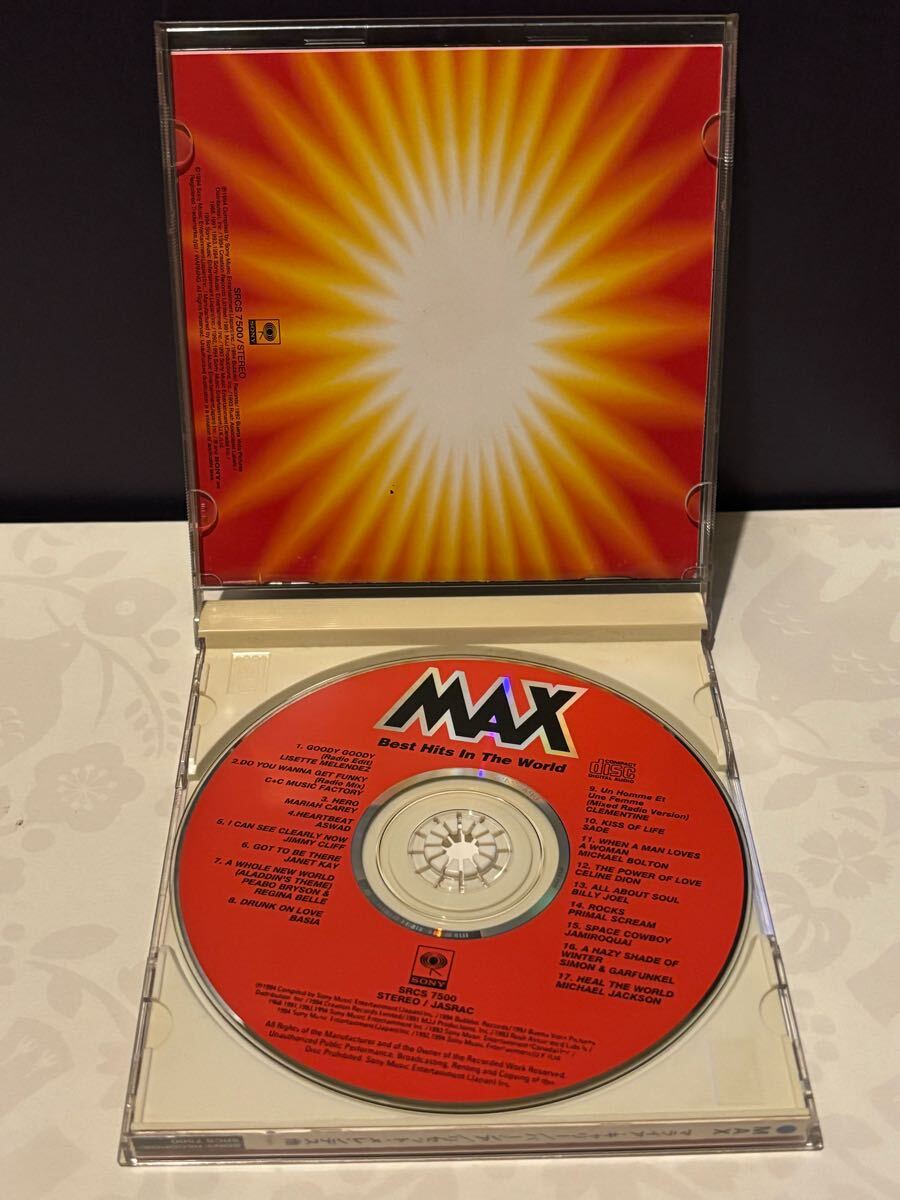 SRCS 7500/STEREO
SONY
MAX
Best Hits In The World
COMPACT
disc
DIGITAL AUDIO
1. GOODY GOODY
(Radio Edit)
LISETTE MELENDEZ
2.DO YOU WANNA GET FUNKY
(Radio Mix)
C+C MUSIC FACTORY
3. HERO
MARIAH CAREY
4.HEARTBEAT
ASWAD
5. I CAN SEE CLEARLY NOW
JIMMY CLIFF
6. GOT TO BE THERE
JANET KAY
7. A WHOLE NEW WORLD
(ALADDIN'S THEME)
PEABO BRYSON &
REGINA BELLE
8. DRUNK ON LOVE
BASIA
9. Un Homme Et
Une Femme
(Mixed Radio Version)
CLEMENTINE
10. KISS OF LIFE
SADE
11. WHEN A MAN LOVES
A WOMAN
MICHAEL BOLTON
12. THE POWER OF LOVE
CELINE DION
13. ALL ABOUT SOUL
BILLY JOEL
14. ROCKS
PRIMAL SCREAM
15. SPACE COWBOY
JAMIROQUAI
16. A HAZY SHADE OF
WINTER
SIMON & GARFUNKEL
17. HEAL THE WORLD
MICHAEL JACKSON
SONY
SRCS 7500
STEREO / JASRAC
All Rights of the Manufacturer and of the Owner of the Recorded Work Reserved.
Unauthorized Public Performance, Broadcasting, Renting and Copying of this
Disc Prohibited. Sony Music Entertainment (Japan) Inc.
MAX
SRCS 7500